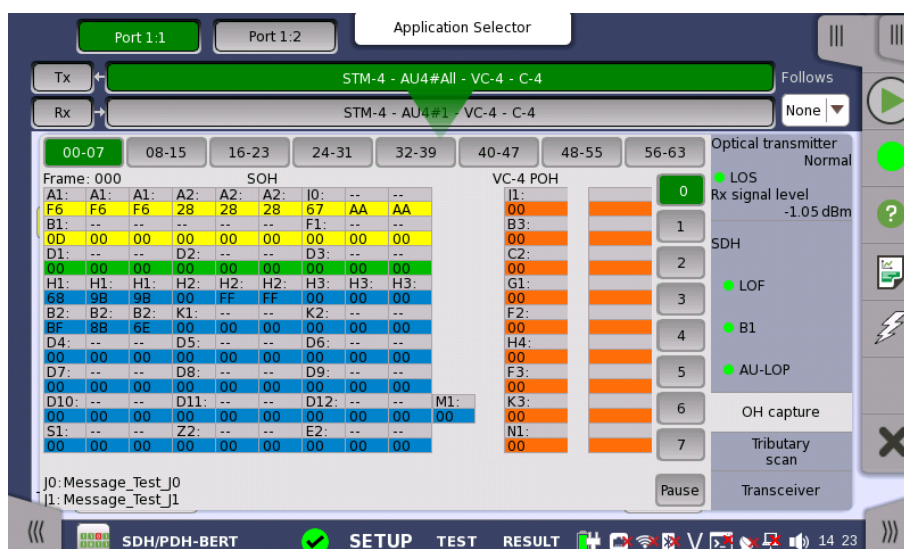 Port 1:1 Port 1:2 Application Selector
Tx STM-4 - AU4#All - VC-4 - C-4 Follows
Rx STM-4 - AU4#1 - VC-4 - C-4 None
00-07 08-15 16-23 24-31 32-39 40-47 48-55 56-63
Frame: 000 SOH VC-4 POH
A1: A1: A1: A2: A2: A2: J0: -- -- J1:
F6 F6 F6 28 28 28 67 AA AA 00
B1: -- -- -- -- -- F1: -- -- B3:
0D 00 00 00 00 00 00 00 00 00
D1: -- -- D2: -- -- D3: -- -- C2:
00 00 00 00 00 00 00 00 00 00
H1: H1: H1: H2: H2: H2: H3: H3: H3: G1:
68 9B 9B 00 FF FF 00 00 00 00
B2: B2: B2: K1: -- -- K2: -- -- F2:
BF 8B 6E 00 00 00 00 00 00 00
D4: -- -- D5: -- -- D6: -- -- H4:
00 00 00 00 00 00 00 00 00 00
D7: -- -- D8: -- -- D9: -- -- F3:
00 00 00 00 00 00 00 00 00 00
D10: -- -- D11: -- -- D12: -- -- M1: K3:
00 00 00 00 00 00 00 00 00 00 00
S1: -- -- Z2: -- -- E2: -- -- N1:
00 00 00 00 00 00 00 00 00 00
J0:Message_Test_J0
J1:Message_Test_J1
0
1
2
3
4
5
6
7
Pause
Optical transmitter
Normal
LOS
Rx signal level
-1.05 dBm
SDH
LOF
B1
AU-LOP
OH capture
Tributary
scan
Transceiver
SDH/PDH-BERT SETUP TEST RESULT V 14 23